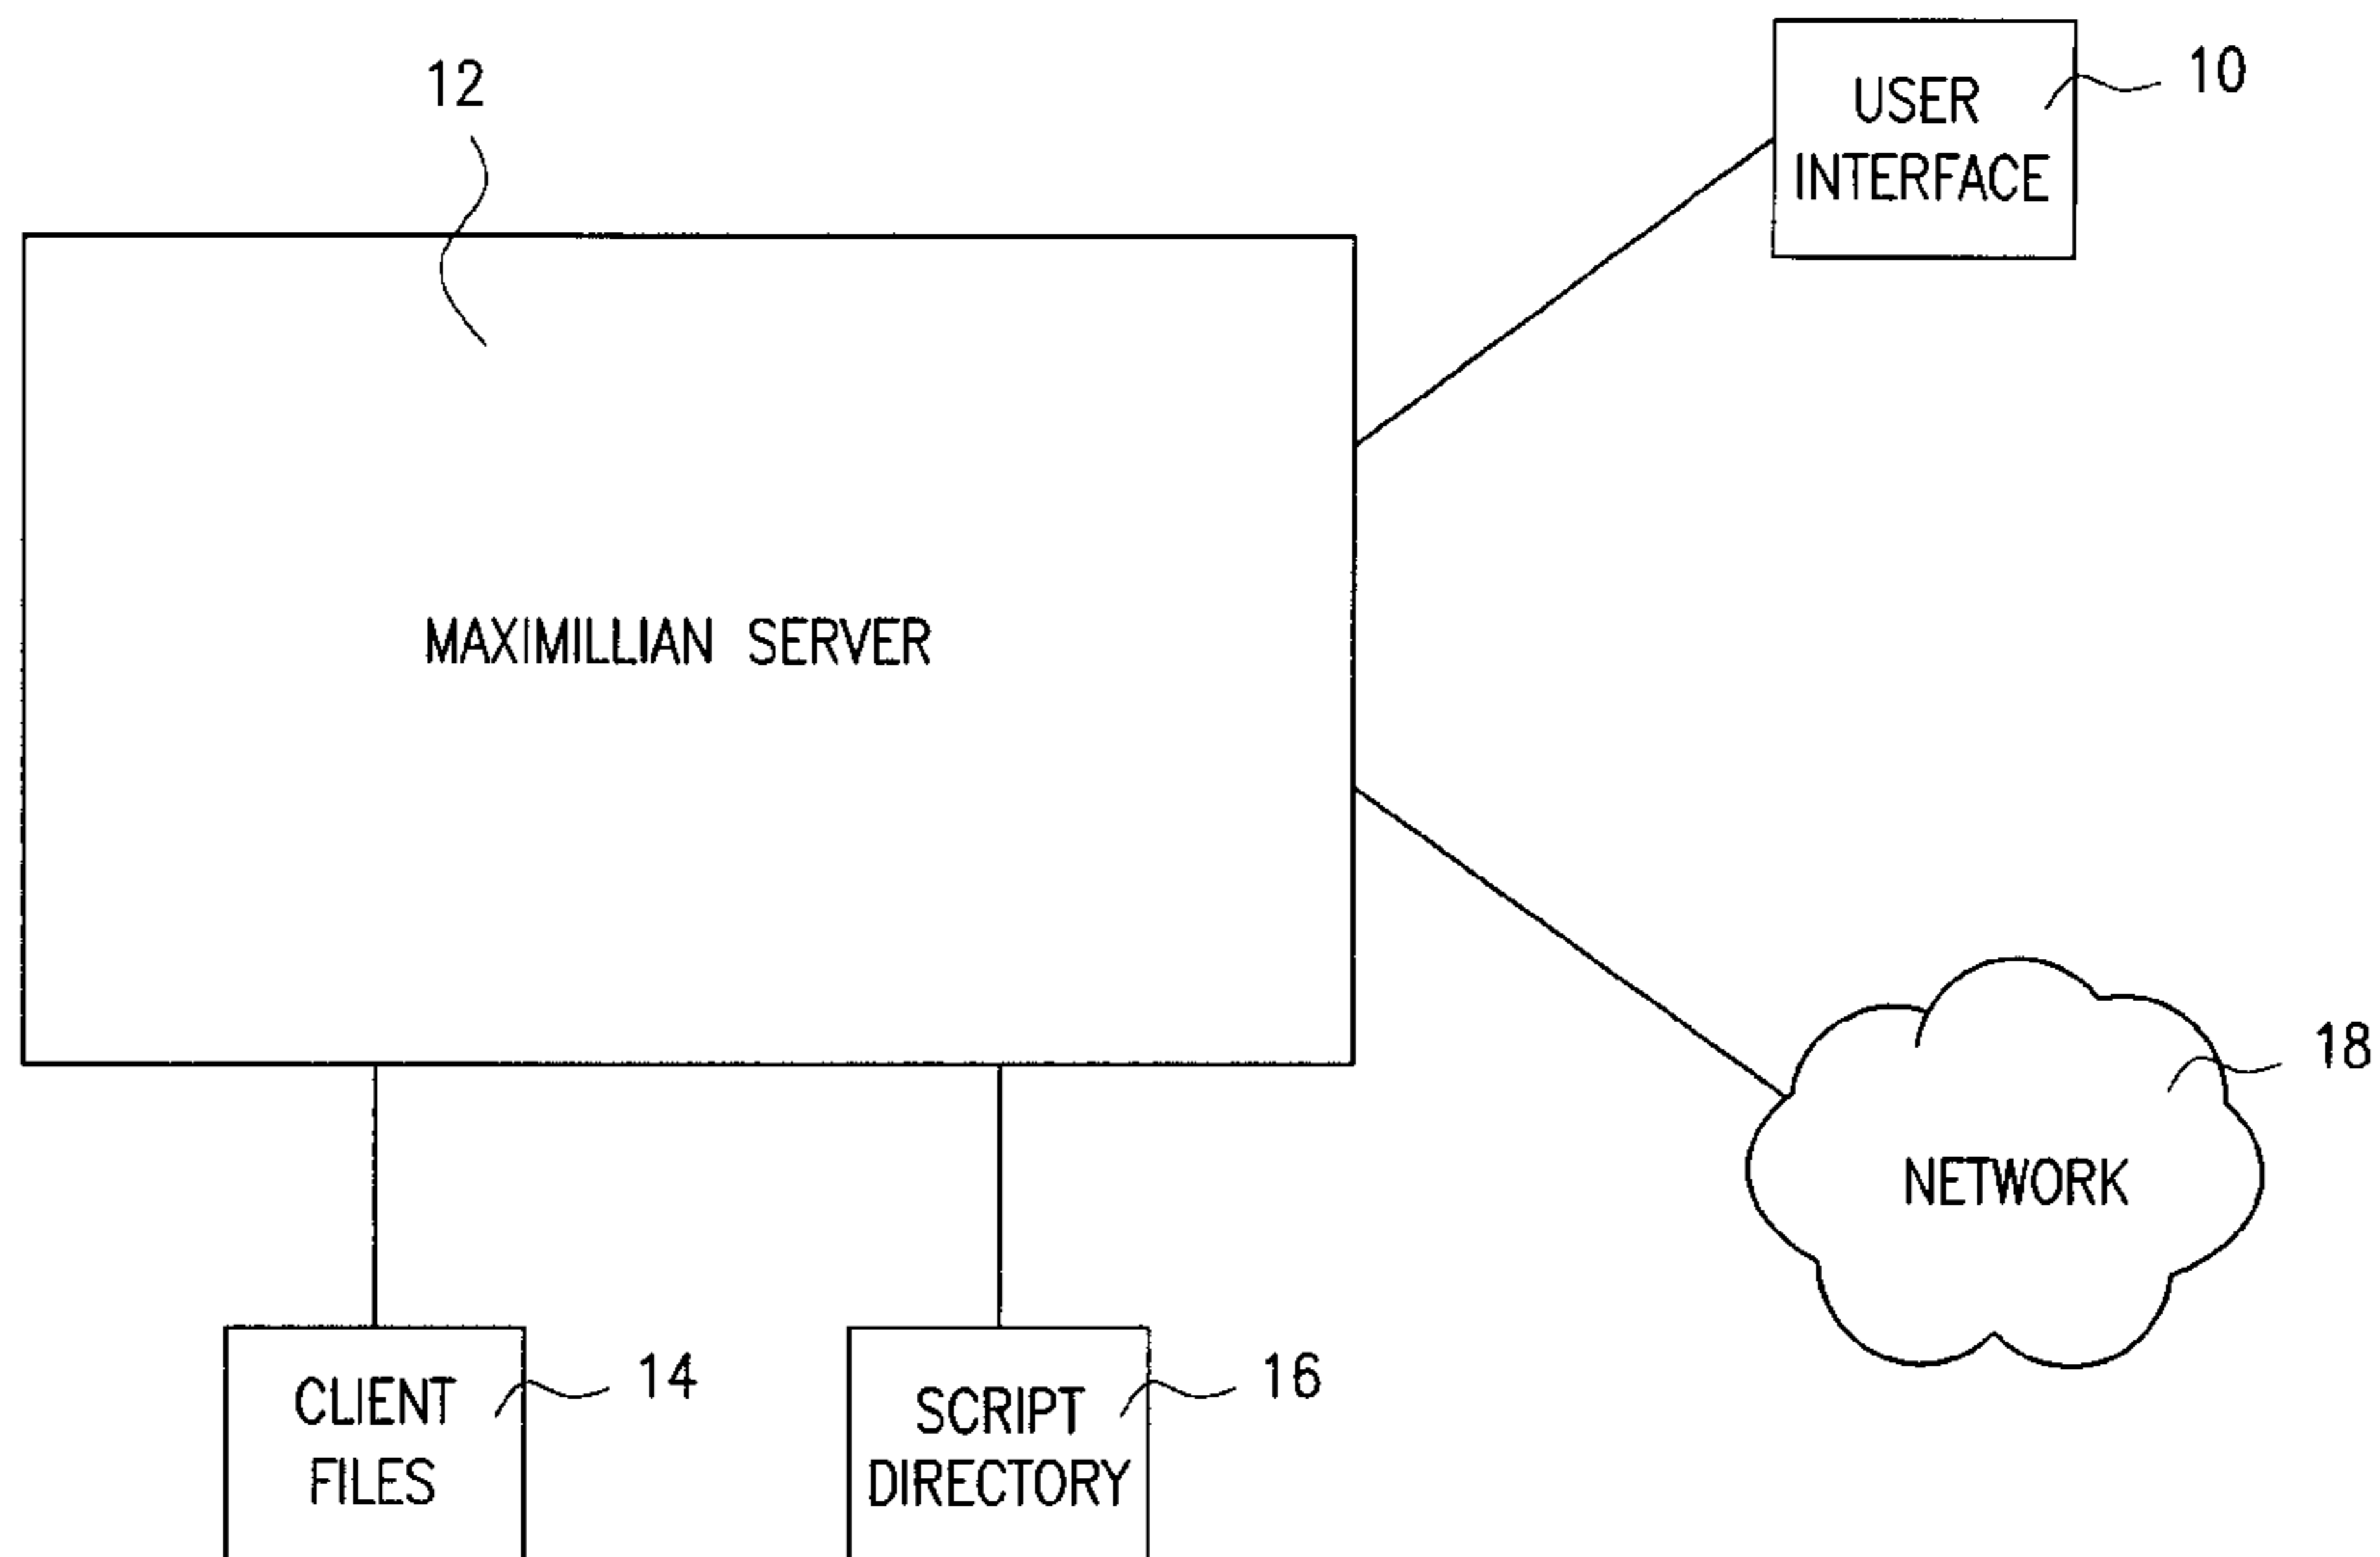 12
10
USER
INTERFACE
MAXIMILLIAN SERVER
18
NETWORK
14
CLIENT
FILES
16
SCRIPT
DIRECTORY